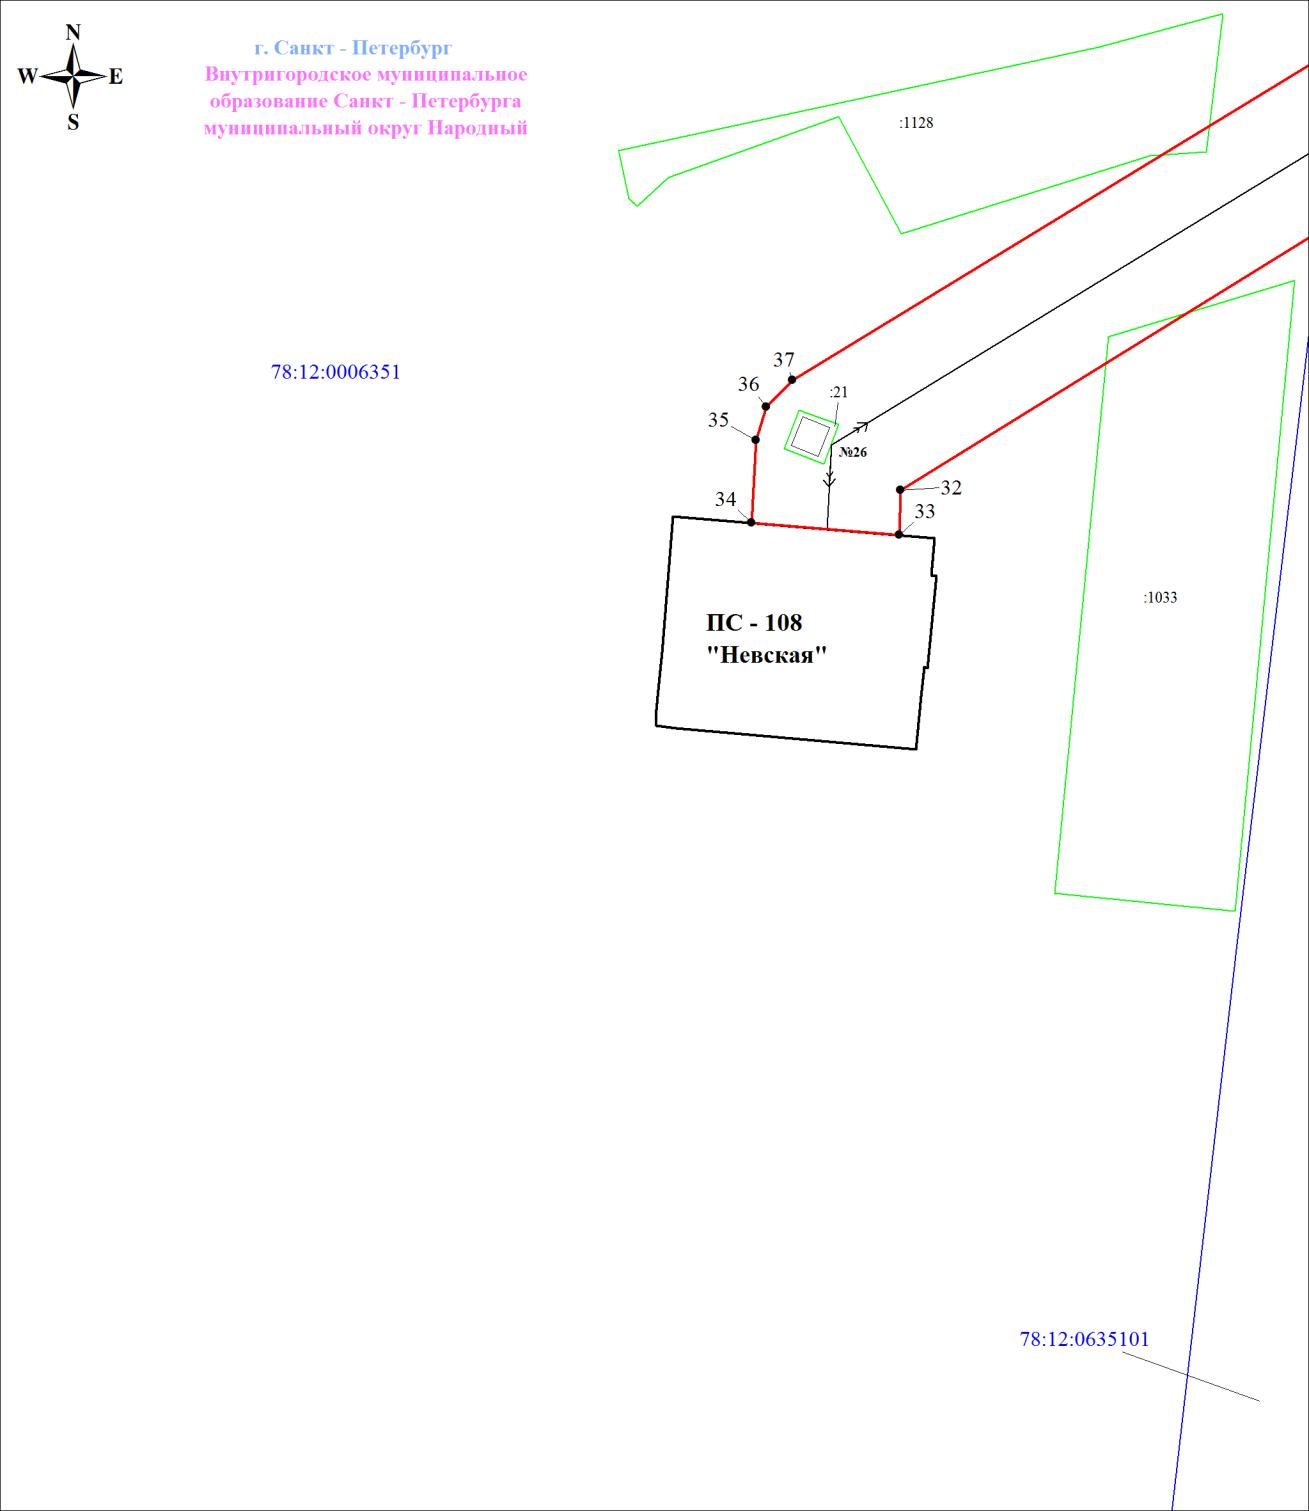 N
W E
S
г. Санкт - Петербург
Внутригородское муниципальное
образование Санкт - Петербурга
муниципальный округ Народный
:1128
78:12:0006351
37
36
:21
35
№26
32
34
33
:1033
ПС - 108
"Невская"
78:12:0635101